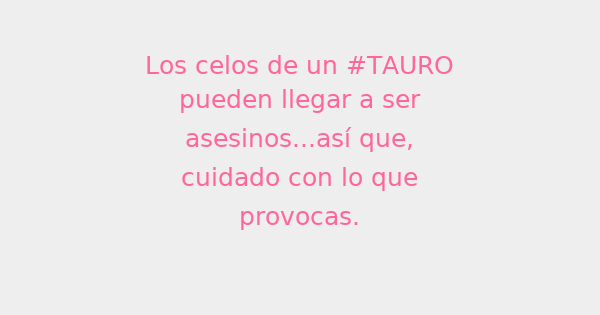 Los celos de un #TAURO
pueden llegar a ser
asesinos...así que,
cuidado con lo que
provocas.